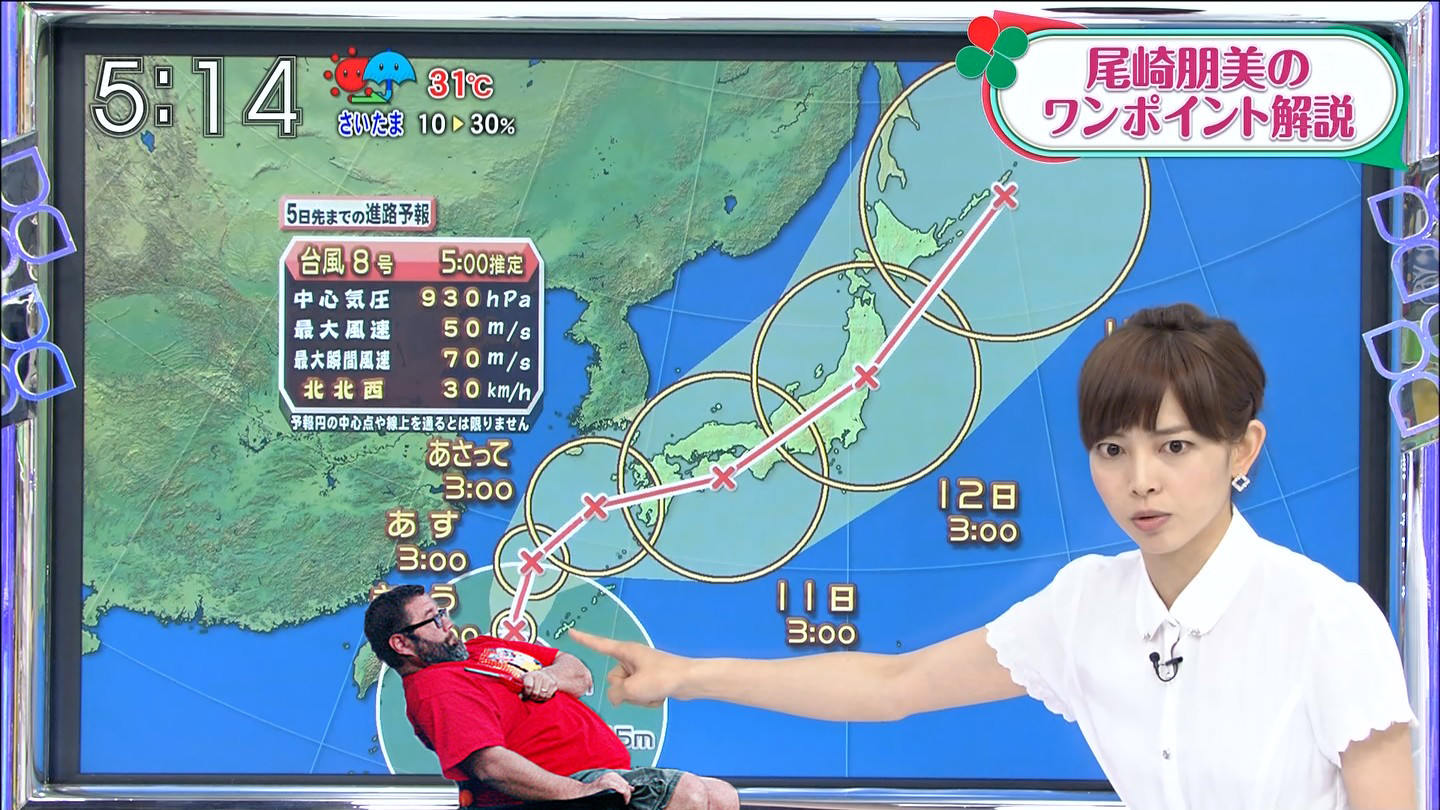 5:14
31℃
さいたま 10▶30%
尾崎朋美の
ワンポイント解説
5日先までの進路予報
台風8号 5:00推定
中心気圧 930hPa
最大風速 50m/s
最大瞬間風速 70m/s
北北西 30km/h
予報円の中心点や線上を通るとは限りません
あさって
3:00
あす
3:00
12日
3:00
11日
3:00
5m